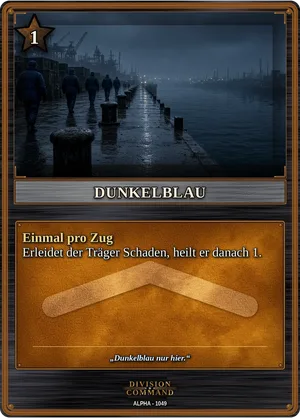 1
DUNKELBLAU
Einmal pro Zug
Erleidet der Träger Schaden, heilt er danach 1.
„Dunkelblau nur hier.“
DIVISION
COMMAND
ALPHA - 1049